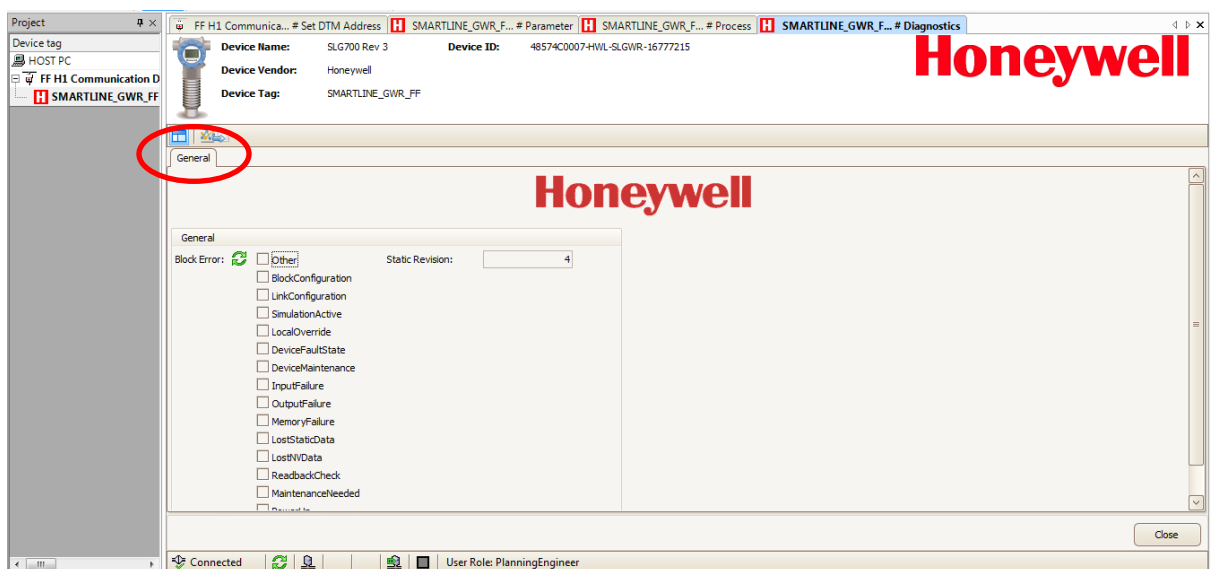 Project
FF H1 Communica... # Set DTM Address
SMARTLINE_GWR_F... # Parameter
SMARTLINE_GWR_F... # Process
SMARTLINE_GWR_F... # Diagnostics
Device tag
HOST PC
FF H1 Communication D
SMARTLINE_GWR_FF
Device Name: SLG700 Rev 3 Device ID: 48574C0007-HWL-SLGWR-16777215
Device Vendor: Honeywell
Device Tag: SMARTLINE_GWR_FF
Honeywell
General
Honeywell
General
Block Error: Other Static Revision: 4
BlockConfiguration
LinkConfiguration
SimulationActive
LocalOverride
DeviceFaultState
DeviceMaintenance
InputFailure
OutputFailure
MemoryFailure
LostStaticData
LostNVData
ReadbackCheck
MaintenanceNeeded
Close
Connected User Role: PlanningEngineer